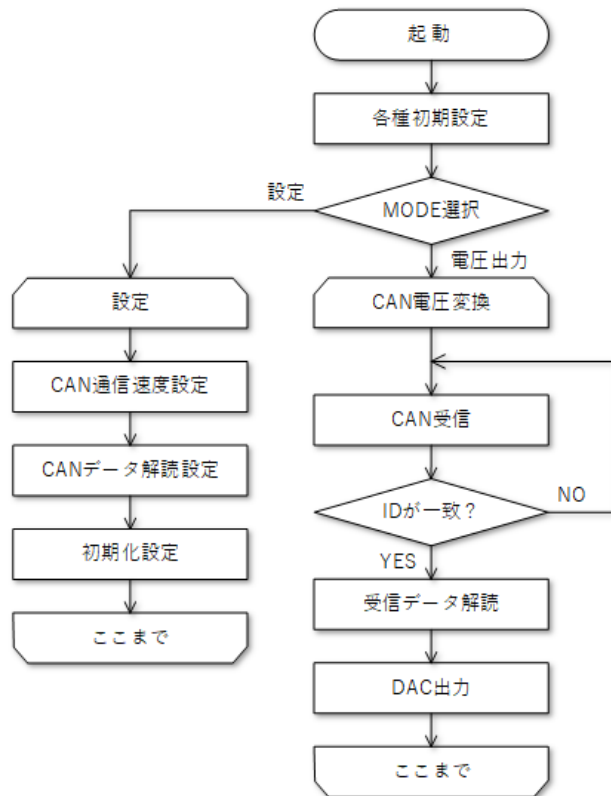 起動
各種初期設定
MODE選択
設定
電圧出力
設定
CAN通信速度設定
CANデータ解読設定
初期化設定
ここまで
CAN電圧変換
CAN受信
IDが一致？
NO
YES
受信データ解読
DAC出力
ここまで